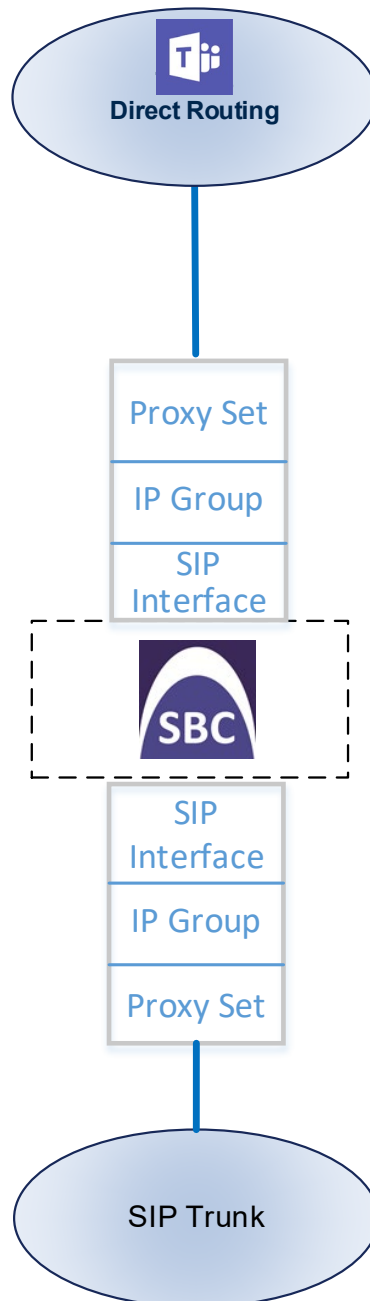 T
Direct Routing
Proxy Set
IP Group
SIP
Interface
SBC
SIP
Interface
IP Group
Proxy Set
SIP Trunk